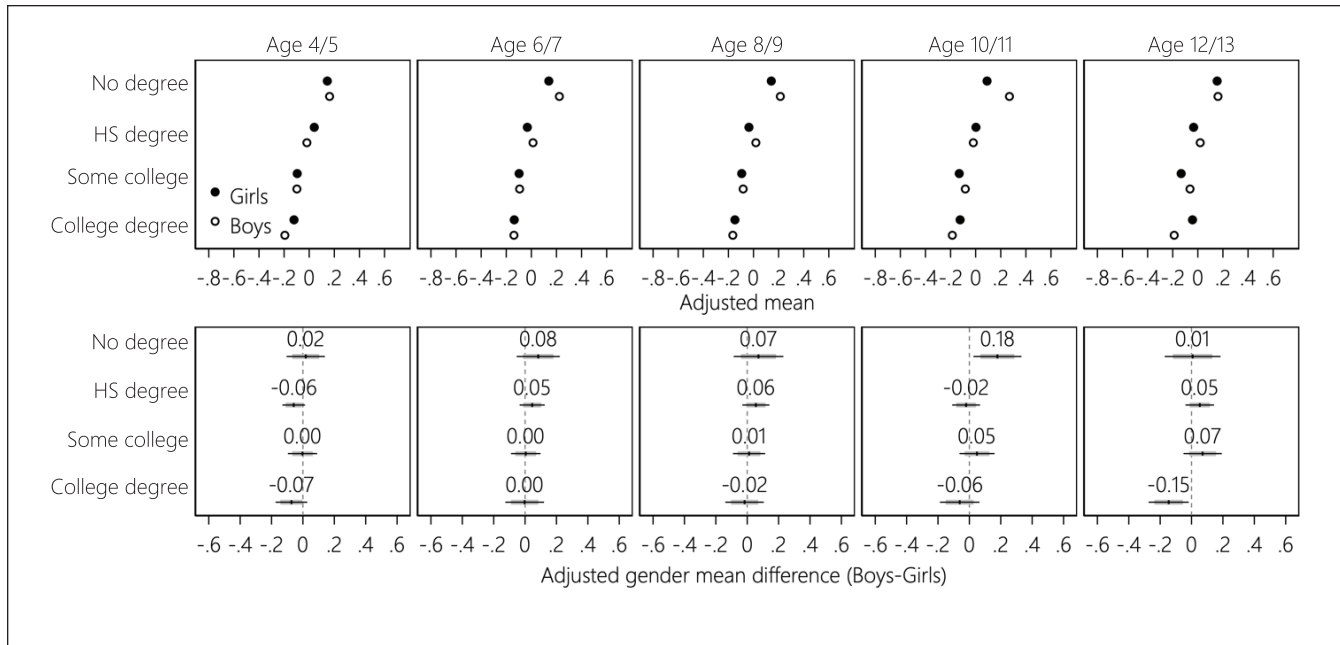 Age 4/5 Age 6/7 Age 8/9 Age 10/11 Age 12/13
No degree
HS degree
Some college
College degree
Girls
Boys
-.8 -.6 -.4 -.2 0 .2 .4 .6 -.8 -.6 -.4 -.2 0 .2 .4 .6 -.8 -.6 -.4 -.2 0 .2 .4 .6 -.8 -.6 -.4 -.2 0 .2 .4 .6 -.8 -.6 -.4 -.2 0 .2 .4 .6
Adjusted mean
No degree 0.02 0.08 0.07 0.18 0.01
HS degree -0.06 0.05 0.06 -0.02 0.05
Some college 0.00 0.00 0.01 0.05 0.07
College degree -0.07 0.00 -0.02 -0.06 -0.15
-.6 -.4 -.2 0 .2 .4 .6 -.6 -.4 -.2 0 .2 .4 .6 -.6 -.4 -.2 0 .2 .4 .6 -.6 -.4 -.2 0 .2 .4 .6 -.6 -.4 -.2 0 .2 .4 .6
Adjusted gender mean difference (Boys-Girls)